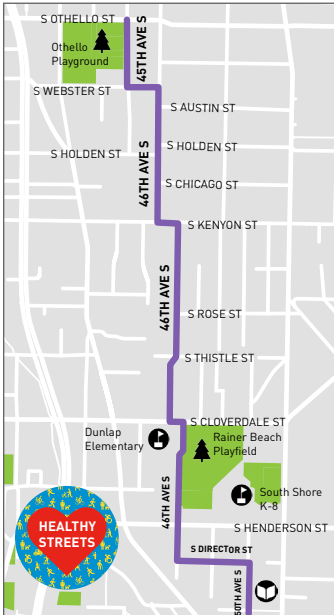 S OTHELLO ST
Othello
Playground
45TH AVE S
S WEBSTER ST
S AUSTIN ST
46TH AVE S
S HOLDEN ST
S HOLDEN ST
S CHICAGO ST
S KENYON ST
46TH AVE S
S ROSE ST
S THISTLE ST
S CLOVERDALE ST
Dunlap
Elementary
Rainer Beach
Playfield
46TH AVE S
South Shore
K-8
HEALTHY
STREETS
S HENDERSON ST
S DIRECTOR ST
50TH AVE S